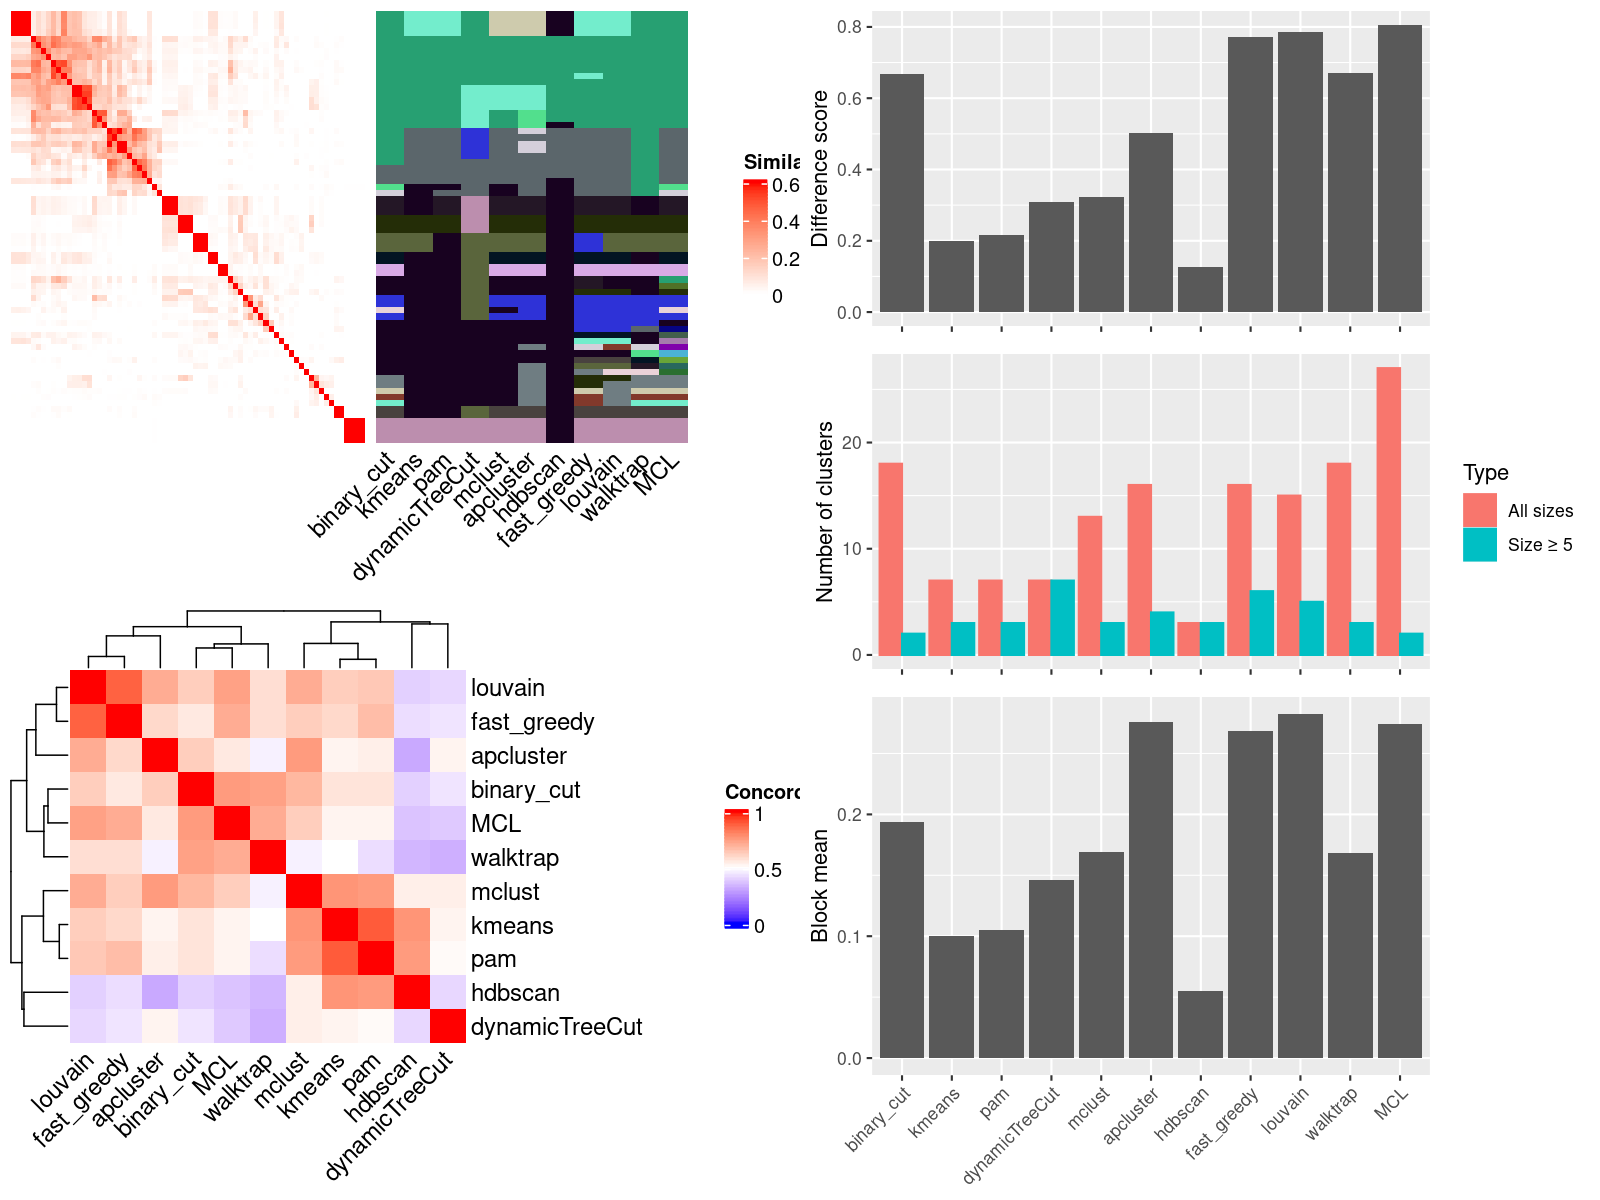 Simila
0.6
0.4
0.2
0
binary_cut
kmeans
pam
dynamicTreeCut
mclust
apcluster
hdbscan
fast_greedy
louvain
walktrap
MCL
louvain
fast_greedy
apcluster
binary_cut
MCL
walktrap
mclust
kmeans
pam
hdbscan
dynamicTreeCut
louvain
fast_greedy
apcluster
binary_cut
MCL
walktrap
mclust
kmeans
pam
hdbscan
dynamicTreeCut
Concord
1
0.5
0
Difference score
0.8
0.6
0.4
0.2
0.0
Number of clusters
20
10
0
Type
All sizes
Size ≥ 5
Block mean
0.2
0.1
0.0
binary_cut
kmeans
pam
dynamicTreeCut
mclust
apcluster
hdbscan
fast_greedy
louvain
walktrap
MCL